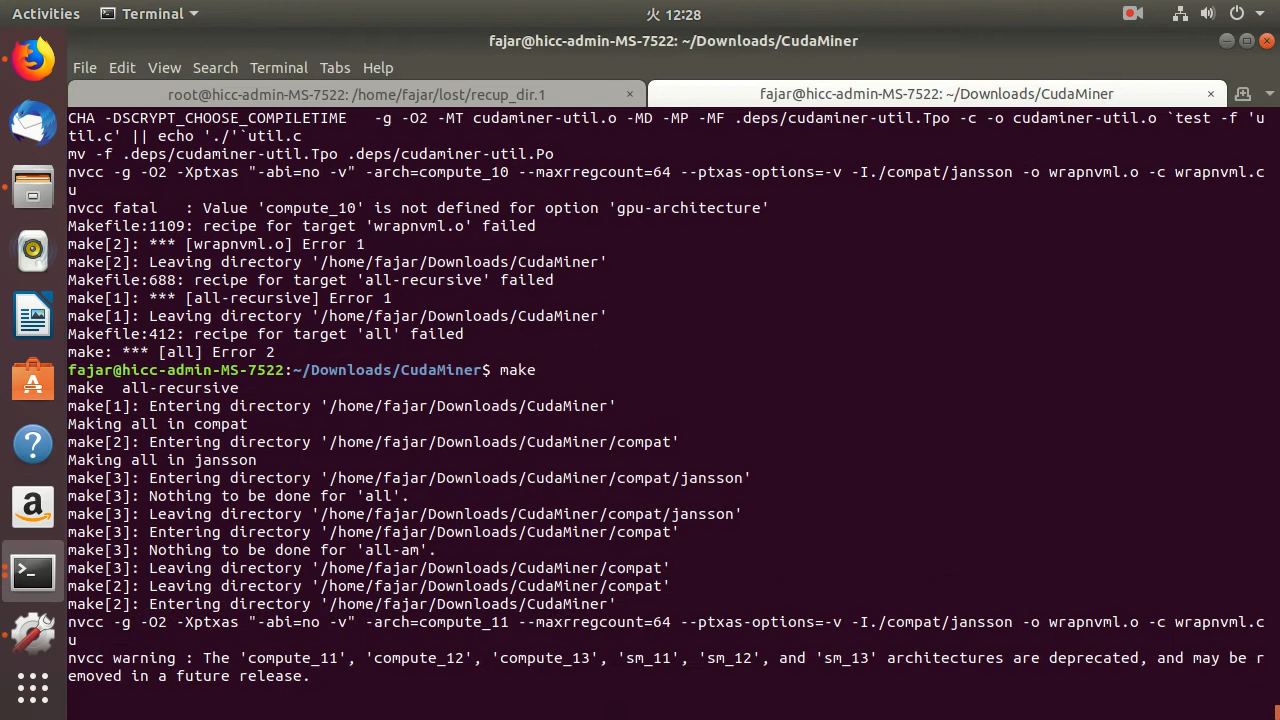 Activities Terminal 火 12:28
fajar@hicc-admin-MS-7522: ~/Downloads/CudaMiner
File Edit View Search Terminal Tabs Help
root@hicc-admin-MS-7522: /home/fajar/lost/recup_dir.1 × fajar@hicc-admin-MS-7522: ~/Downloads/CudaMiner ×
CHA -DSCRYPT_CHOOSE_COMPILETIME   -g -O2 -MT cudaminer-util.o -MD -MP -MF .deps/cudaminer-util.Tpo -c -o cudaminer-util.o `test -f 'u
til.c' || echo './'`util.c
mv -f .deps/cudaminer-util.Tpo .deps/cudaminer-util.Po
nvcc -g -O2 -Xptxas "-abi=no -v" -arch=compute_10 --maxrregcount=64 --ptxas-options=-v -I./compat/jansson -o wrapnvml.o -c wrapnvml.c
u
nvcc fatal   : Value 'compute_10' is not defined for option 'gpu-architecture'
Makefile:1109: recipe for target 'wrapnvml.o' failed
make[2]: *** [wrapnvml.o] Error 1
make[2]: Leaving directory '/home/fajar/Downloads/CudaMiner'
Makefile:688: recipe for target 'all-recursive' failed
make[1]: *** [all-recursive] Error 1
make[1]: Leaving directory '/home/fajar/Downloads/CudaMiner'
Makefile:412: recipe for target 'all' failed
make: *** [all] Error 2
fajar@hicc-admin-MS-7522:~/Downloads/CudaMiner$ make
make  all-recursive
make[1]: Entering directory '/home/fajar/Downloads/CudaMiner'
Making all in compat
make[2]: Entering directory '/home/fajar/Downloads/CudaMiner/compat'
Making all in jansson
make[3]: Entering directory '/home/fajar/Downloads/CudaMiner/compat/jansson'
make[3]: Nothing to be done for 'all'.
make[3]: Leaving directory '/home/fajar/Downloads/CudaMiner/compat/jansson'
make[3]: Entering directory '/home/fajar/Downloads/CudaMiner/compat'
make[3]: Nothing to be done for 'all-am'.
make[3]: Leaving directory '/home/fajar/Downloads/CudaMiner/compat'
make[2]: Leaving directory '/home/fajar/Downloads/CudaMiner/compat'
make[2]: Entering directory '/home/fajar/Downloads/CudaMiner'
nvcc -g -O2 -Xptxas "-abi=no -v" -arch=compute_11 --maxrregcount=64 --ptxas-options=-v -I./compat/jansson -o wrapnvml.o -c wrapnvml.c
u
nvcc warning : The 'compute_11', 'compute_12', 'compute_13', 'sm_11', 'sm_12', and 'sm_13' architectures are deprecated, and may be r
emoved in a future release.